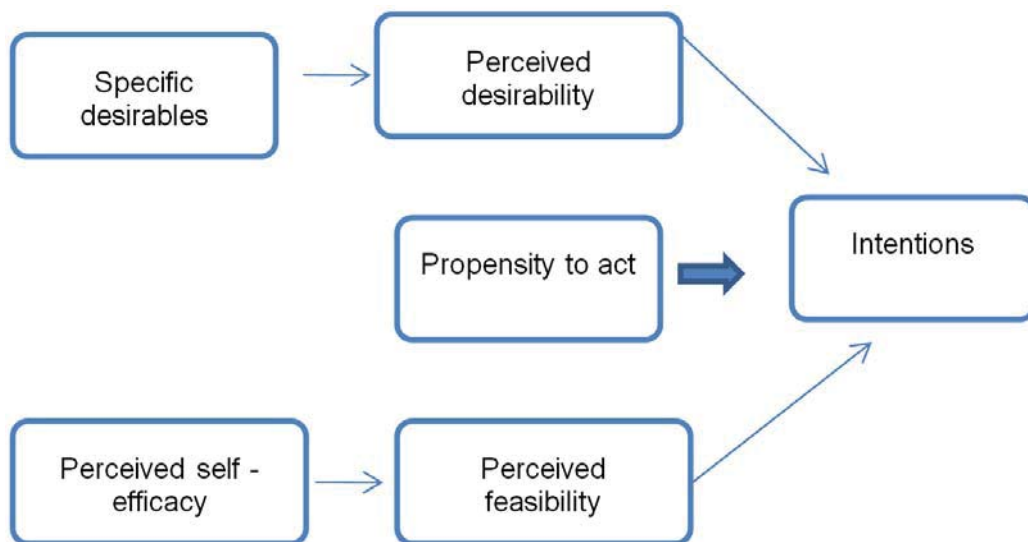 Specific
desirables
Perceived
desirability
Propensity to act
Intentions
Perceived self -
efficacy
Perceived
feasibility